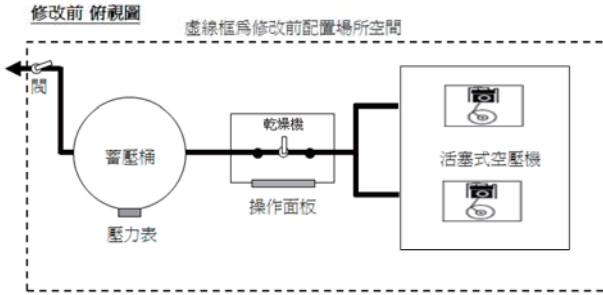 修改前 俯視圖
虛線框爲修改前配置場所空間
閥
乾燥機
蓄壓桶
活塞式空壓機
操作面板
壓力表